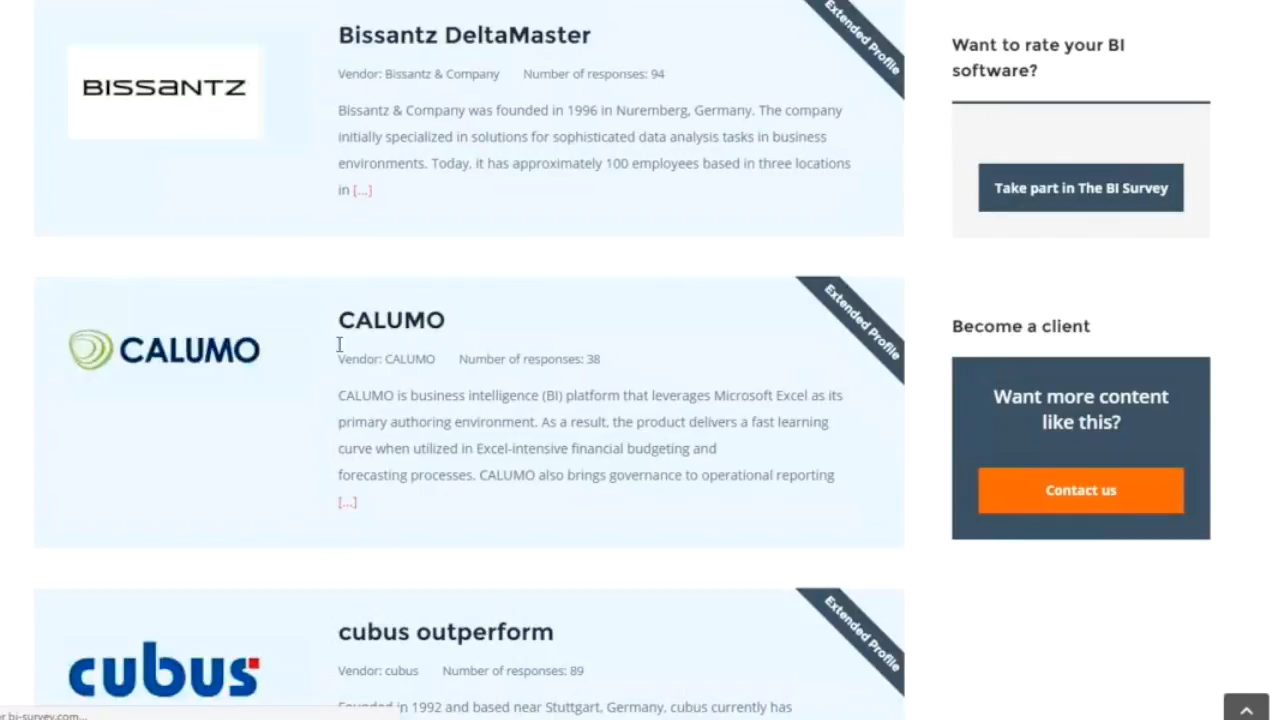 Bissantz DeltaMaster
Extended Profile
BISSANTZ
Vendor: Bissantz & Company Number of responses: 94
Bissantz & Company was founded in 1996 in Nuremberg, Germany. The company
initially specialized in solutions for sophisticated data analysis tasks in business
environments. Today, it has approximately 100 employees based in three locations
in [...]
CALUMO
Extended Profile
CALUMO
Vendor: CALUMO Number of responses: 38
CALUMO is business intelligence (BI) platform that leverages Microsoft Excel as its
primary authoring environment. As a result, the product delivers a fast learning
curve when utilized in Excel-intensive financial budgeting and
forecasting processes. CALUMO also brings governance to operational reporting
[...]
cubus outperform
Extended Profile
cubus
Vendor: cubus Number of responses: 89
Founded in 1992 and based near Stuttgart, Germany, cubus currently has
bi-survey.com...
Want to rate your BI
software?
Take part in The BI Survey
Become a client
Want more content
like this?
Contact us